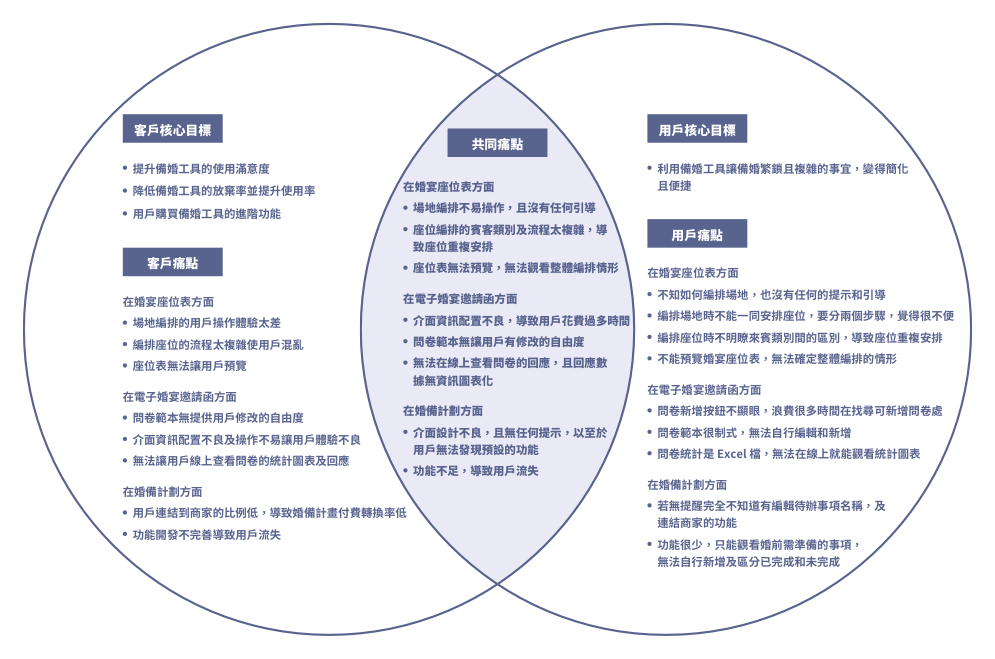 客戶核心目標
• 提升備婚工具的使用滿意度
• 降低備婚工具的放棄率並提升使用率
• 用戶購買備婚工具的進階功能
客戶痛點
在婚宴座位表方面
• 場地編排的用戶操作體驗太差
• 編排座位的流程太複雜使用戶混亂
• 座位表無法讓用戶預覽
在電子婚宴邀請函方面
• 問卷範本無提供用戶修改的自由度
• 介面資訊配置不良及操作不易讓用戶體驗不良
• 無法讓用戶線上查看問卷的統計圖表及回應
在婚備計劃方面
• 用戶連結到商家的比例低，導致婚備計畫付費轉換率低
• 功能開發不完善導致用戶流失
共同痛點
在婚宴座位表方面
• 場地編排不易操作，且沒有任何引導
• 座位編排的賓客類別及流程太複雜，導
致座位重複安排
• 座位表無法預覽，無法觀看整體編排情形
在電子婚宴邀請函方面
• 介面資訊配置不良，導致用戶花費過多時間
• 問卷範本無讓用戶有修改的自由度
• 無法在線上查看問卷的回應，且回應數
據無資訊圖表化
在婚備計劃方面
• 介面設計不良，且無任何提示，以至於
用戶無法發現預設的功能
• 功能不足，導致用戶流失
用戶核心目標
• 利用備婚工具讓備婚繁鎖且複雜的事宜，變得簡化
且便捷
用戶痛點
在婚宴座位表方面
• 不知如何編排場地，也沒有任何的提示和引導
• 編排場地時不能一同安排座位，要分兩個步驟，覺得很不便
• 編排座位時不明瞭來賓類別間的區別，導致座位重複安排
• 不能預覽婚宴座位表，無法確定整體編排的情形
在電子婚宴邀請函方面
• 問卷新增按鈕不顯眼，浪費很多時間在找尋可新增問卷處
• 問卷範本很制式，無法自行編輯和新增
• 問卷統計是 Excel 檔，無法在線上就能觀看統計圖表
在婚備計劃方面
• 若無提醒完全不知道有編輯待辦事項名稱，及
連結商家的功能
• 功能很少，只能觀看婚前需準備的事項，
無法自行新增及區分已完成和未完成